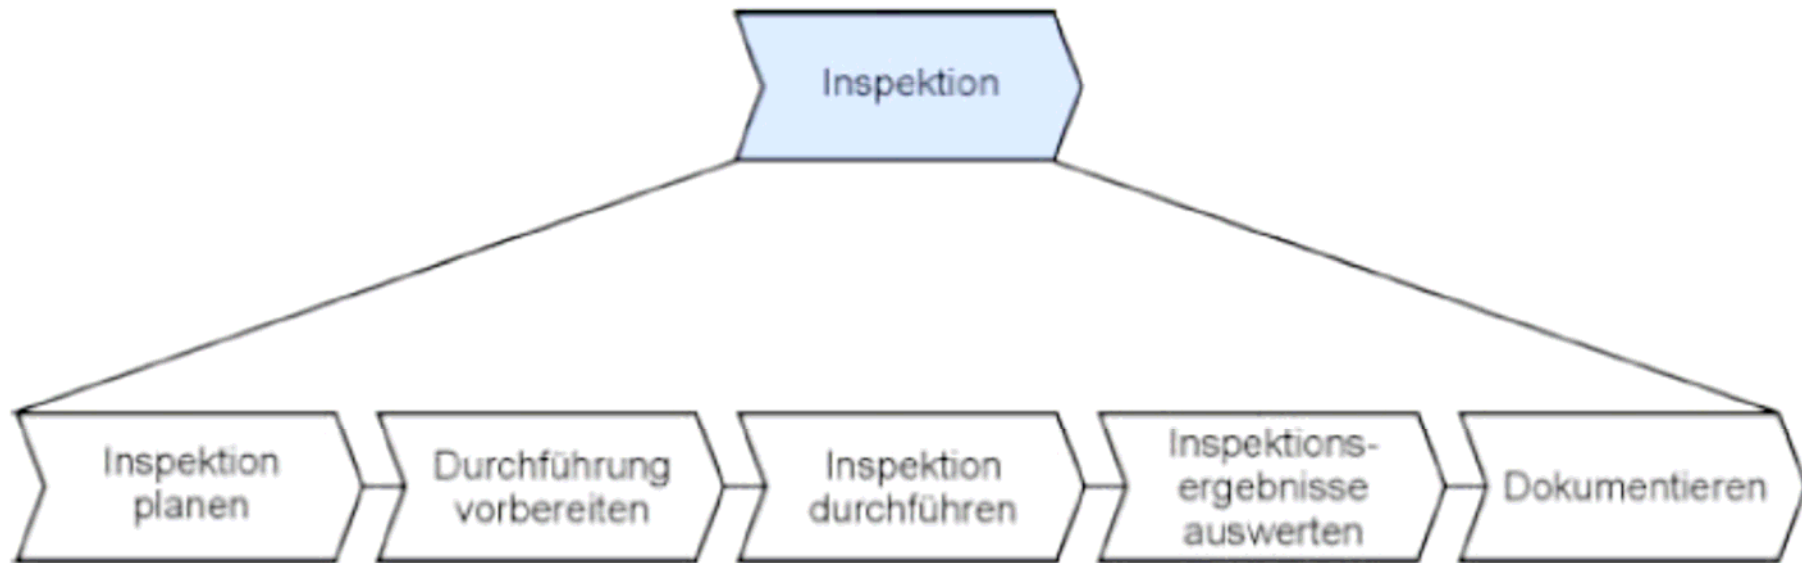 Inspektion
Inspektion
planen
Durchführung
vorbereiten
Inspektion
durchführen
Inspektions-
ergebnisse
auswerten
Dokumentieren